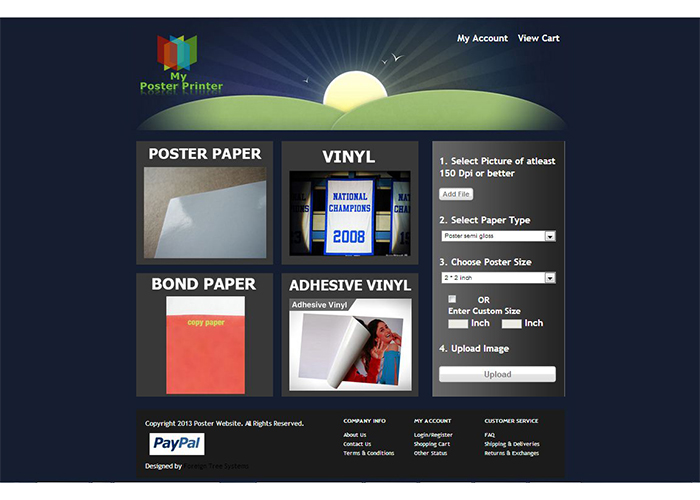 My Account View Cart
My
Poster Printer
POSTER PAPER
VINYL
NATIONAL
CHAMPIONS
2008
BOND PAPER
copy paper
ADHESIVE VINYL
Adhesive Vinyl
1. Select Picture of atleast
150 Dpi or better
Add File
2. Select Paper Type
Poster semi gloss
3. Choose Poster Size
2 * 2 inch
OR
Enter Custom Size
Inch Inch
4. Upload Image
Upload
Copyright 2013 Poster Website. All Rights Reserved.
PayPal
Designed by Foreign Tree Systems
COMPANY INFO
About Us
Contact Us
Terms & Conditions
MY ACCOUNT
Login/Register
Shopping Cart
Other Status
CUSTOMER SERVICE
FAQ
Shipping & Deliveries
Returns & Exchanges